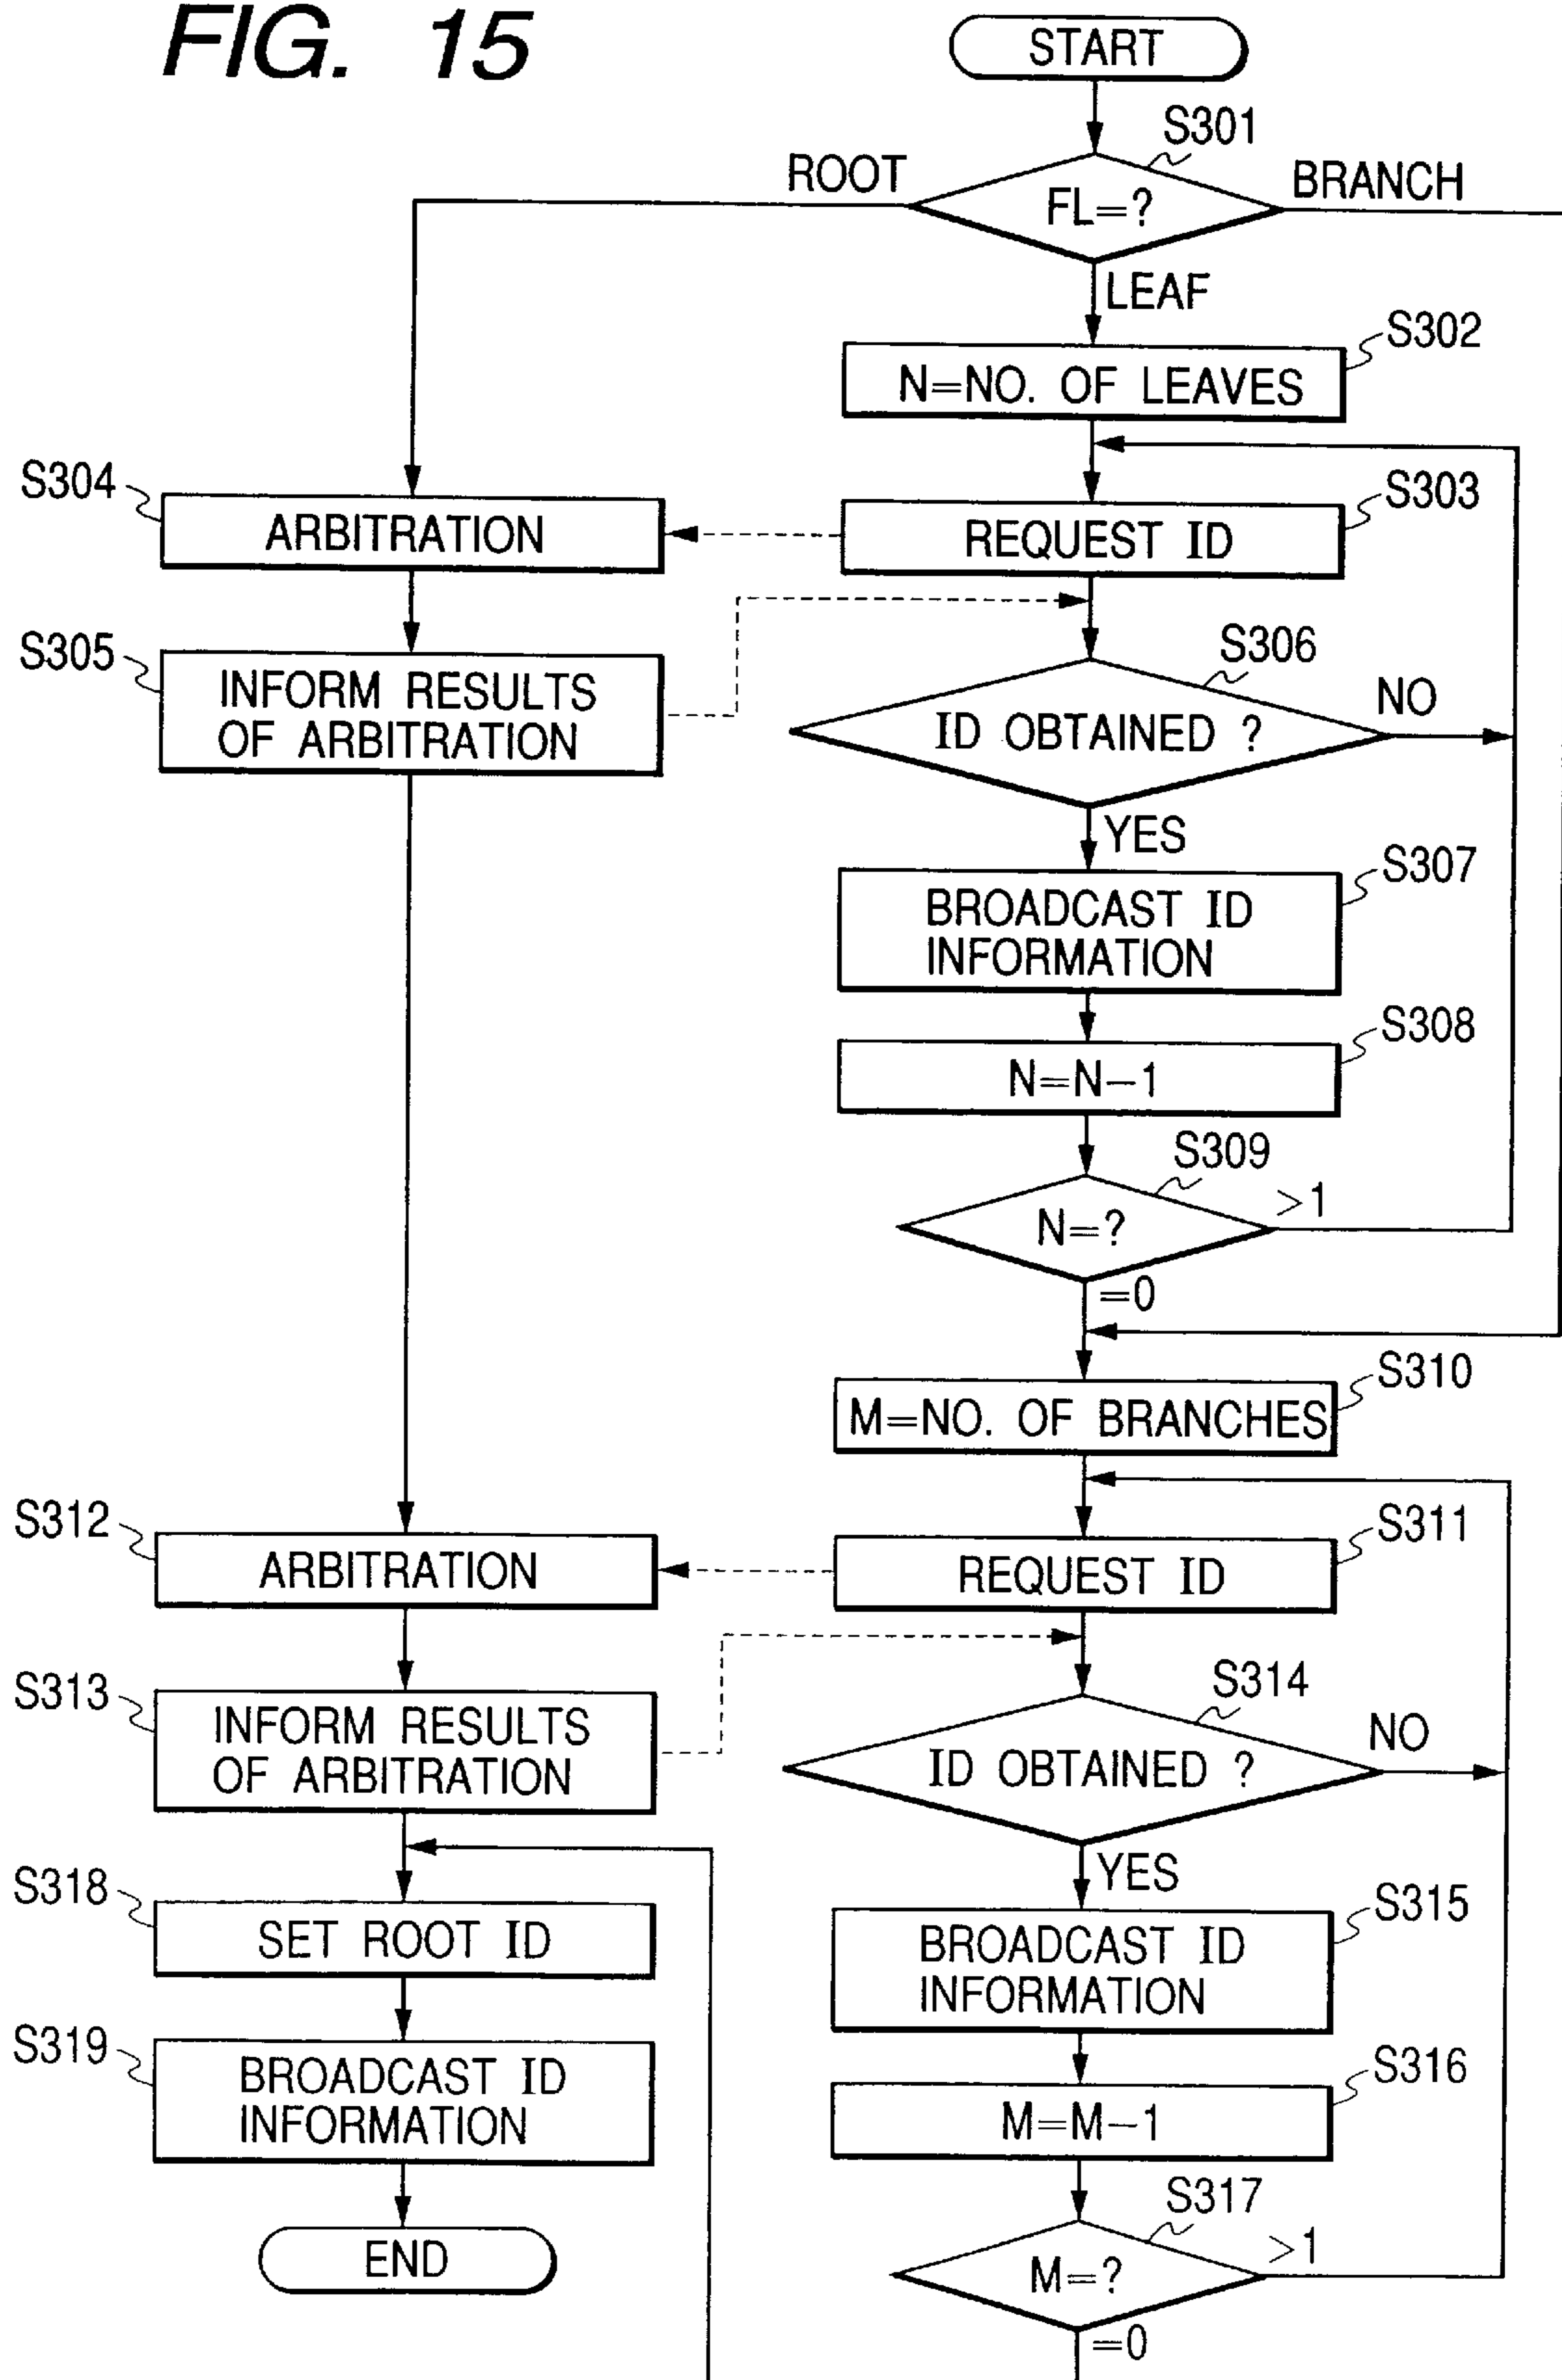 FIG. 15
START
S301
ROOT
FL=?
BRANCH
LEAF
S302
N=NO. OF LEAVES
S304
ARBITRATION
S303
REQUEST ID
S305
INFORM RESULTS
OF ARBITRATION
S306
ID OBTAINED ?
NO
YES
S307
BROADCAST ID
INFORMATION
S308
N=N-1
S309
N=?
>1
=0
S310
M=NO. OF BRANCHES
S312
ARBITRATION
S311
REQUEST ID
S313
INFORM RESULTS
OF ARBITRATION
S314
ID OBTAINED ?
NO
YES
S318
SET ROOT ID
S315
BROADCAST ID
INFORMATION
S319
BROADCAST ID
INFORMATION
S316
M=M-1
END
S317
M=?
>1
=0